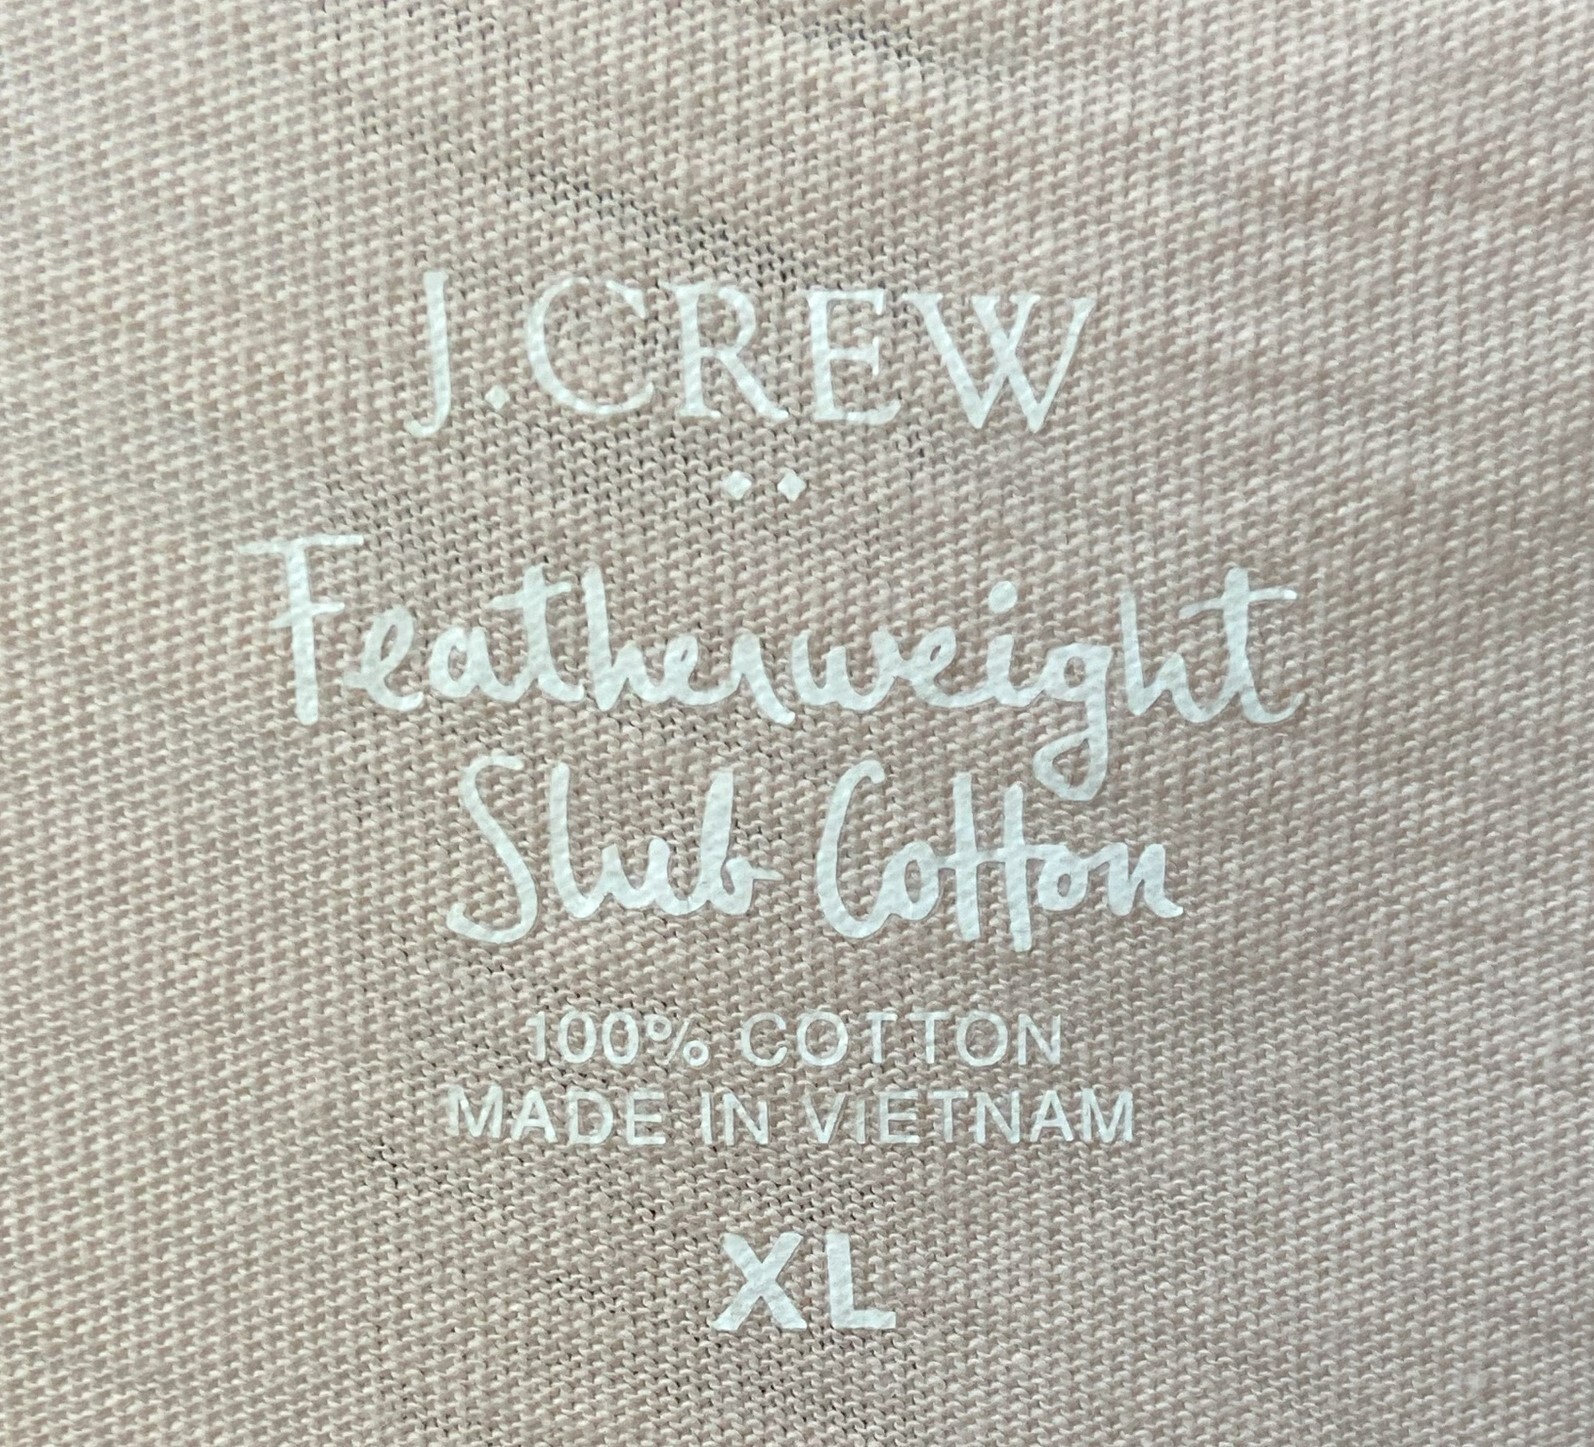 J.CREW
Featherweight
Slub Cotton
100% COTTON
MADE IN VIETNAM
XL